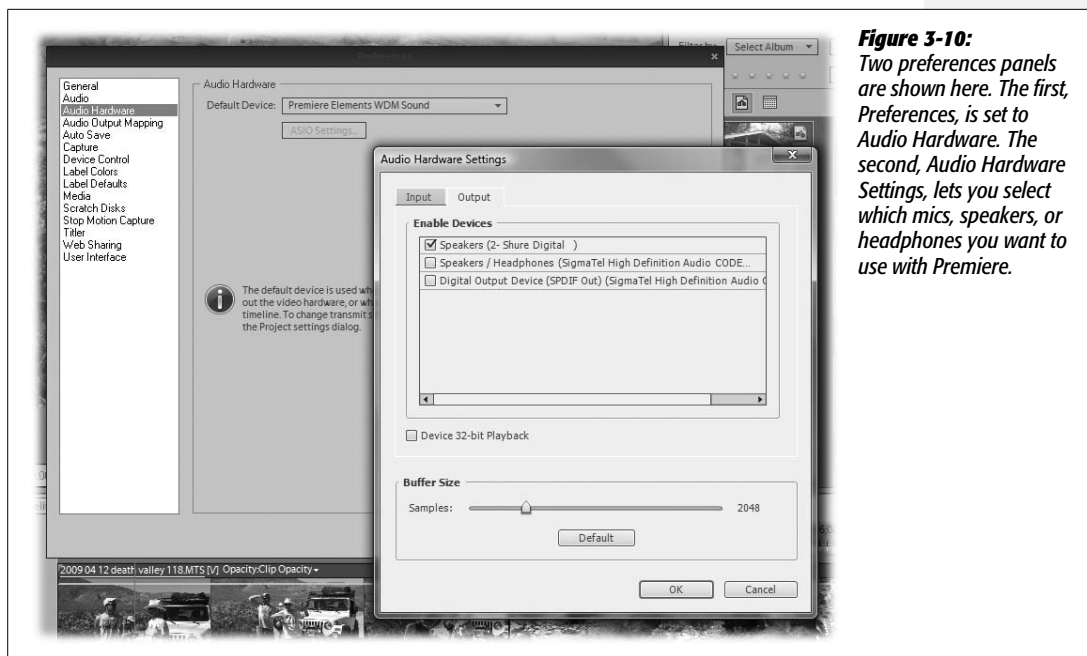 Preferences
Select Album
General
Audio
Audio Hardware
Audio Output Mapping
Auto Save
Capture
Device Control
Label Colors
Label Defaults
Media
Scratch Disks
Stop Motion Capture
Titler
Web Sharing
User Interface
Audio Hardware
Default Device: Premiere Elements WDM Sound
ASIO Settings...
The default device is used wh
out the video hardware, or wh
timeline. To change transmit s
the Project settings dialog.
Audio Hardware Settings
Input Output
Enable Devices
Speakers (2- Shure Digital )
Speakers / Headphones (SigmaTel High Definition Audio CODE...
Digital Output Device (SPDIF Out) (SigmaTel High Definition Audio C
Device 32-bit Playback
Buffer Size
Samples: 2048
Default
OK Cancel
2009 04 12 death valley 118.MTS [V] Opacity:Clip Opacity
Figure 3-10:
Two preferences panels
are shown here. The first,
Preferences, is set to
Audio Hardware. The
second, Audio Hardware
Settings, lets you select
which mics, speakers, or
headphones you want to
use with Premiere.